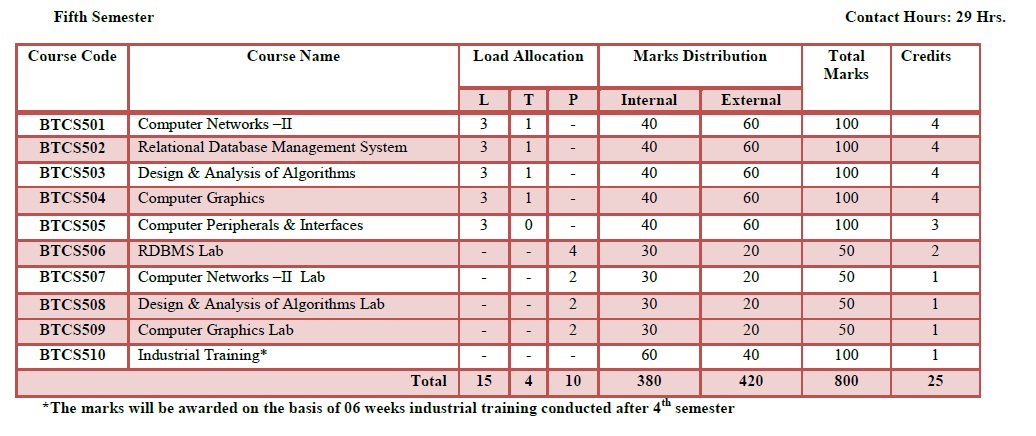 Fifth Semester Contact Hours: 29 Hrs.
Course Code Course Name Load Allocation Marks Distribution Total Marks Credits
L T P Internal External
BTCS501 Computer Networks –II 3 1 - 40 60 100 4
BTCS502 Relational Database Management System 3 1 - 40 60 100 4
BTCS503 Design & Analysis of Algorithms 3 1 - 40 60 100 4
BTCS504 Computer Graphics 3 1 - 40 60 100 4
BTCS505 Computer Peripherals & Interfaces 3 0 - 40 60 100 3
BTCS506 RDBMS Lab - - 4 30 20 50 2
BTCS507 Computer Networks –II Lab - - 2 30 20 50 1
BTCS508 Design & Analysis of Algorithms Lab - - 2 30 20 50 1
BTCS509 Computer Graphics Lab - - 2 30 20 50 1
BTCS510 Industrial Training* - - - 60 40 100 1
Total 15 4 10 380 420 800 25
*The marks will be awarded on the basis of 06 weeks industrial training conducted after 4th semester